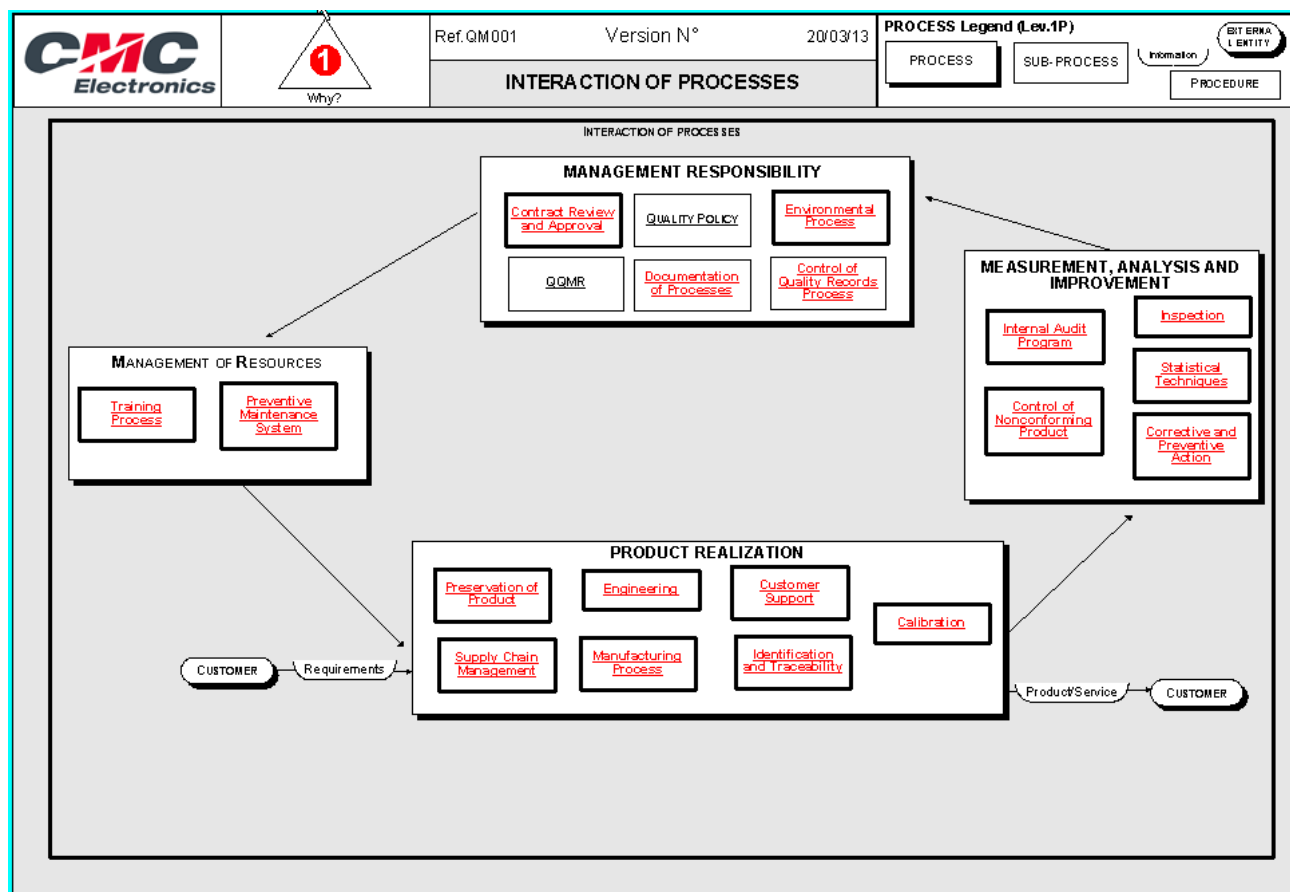 CMC
Electronics
1
Why?
Ref.QM001 Version N° 20/03/13
INTERACTION OF PROCESSES
PROCESS Legend (Lev.1P)
PROCESS
SUB-PROCESS
Information
EXTERNA
L ENTITY
PROCEDURE
INTERACTION OF PROCESSES
MANAGEMENT RESPONSIBILITY
Contract Review
and Approval
QUALITY POLICY
Environmental
Process
QQMR
Documentation
of Processes
Control of
Quality Records
Process
MEASUREMENT, ANALYSIS AND
IMPROVEMENT
Internal Audit
Program
Inspection
Statistical
Techniques
Control of
Nonconforming
Product
Corrective and
Preventive
Action
MANAGEMENT OF RESOURCES
Training
Process
Preventive
Maintenance
System
PRODUCT REALIZATION
Preservation of
Product
Engineering
Customer
Support
Calibration
Supply Chain
Management
Manufacturing
Process
Identification
and Traceability
CUSTOMER
Requirements
Product/Service
CUSTOMER